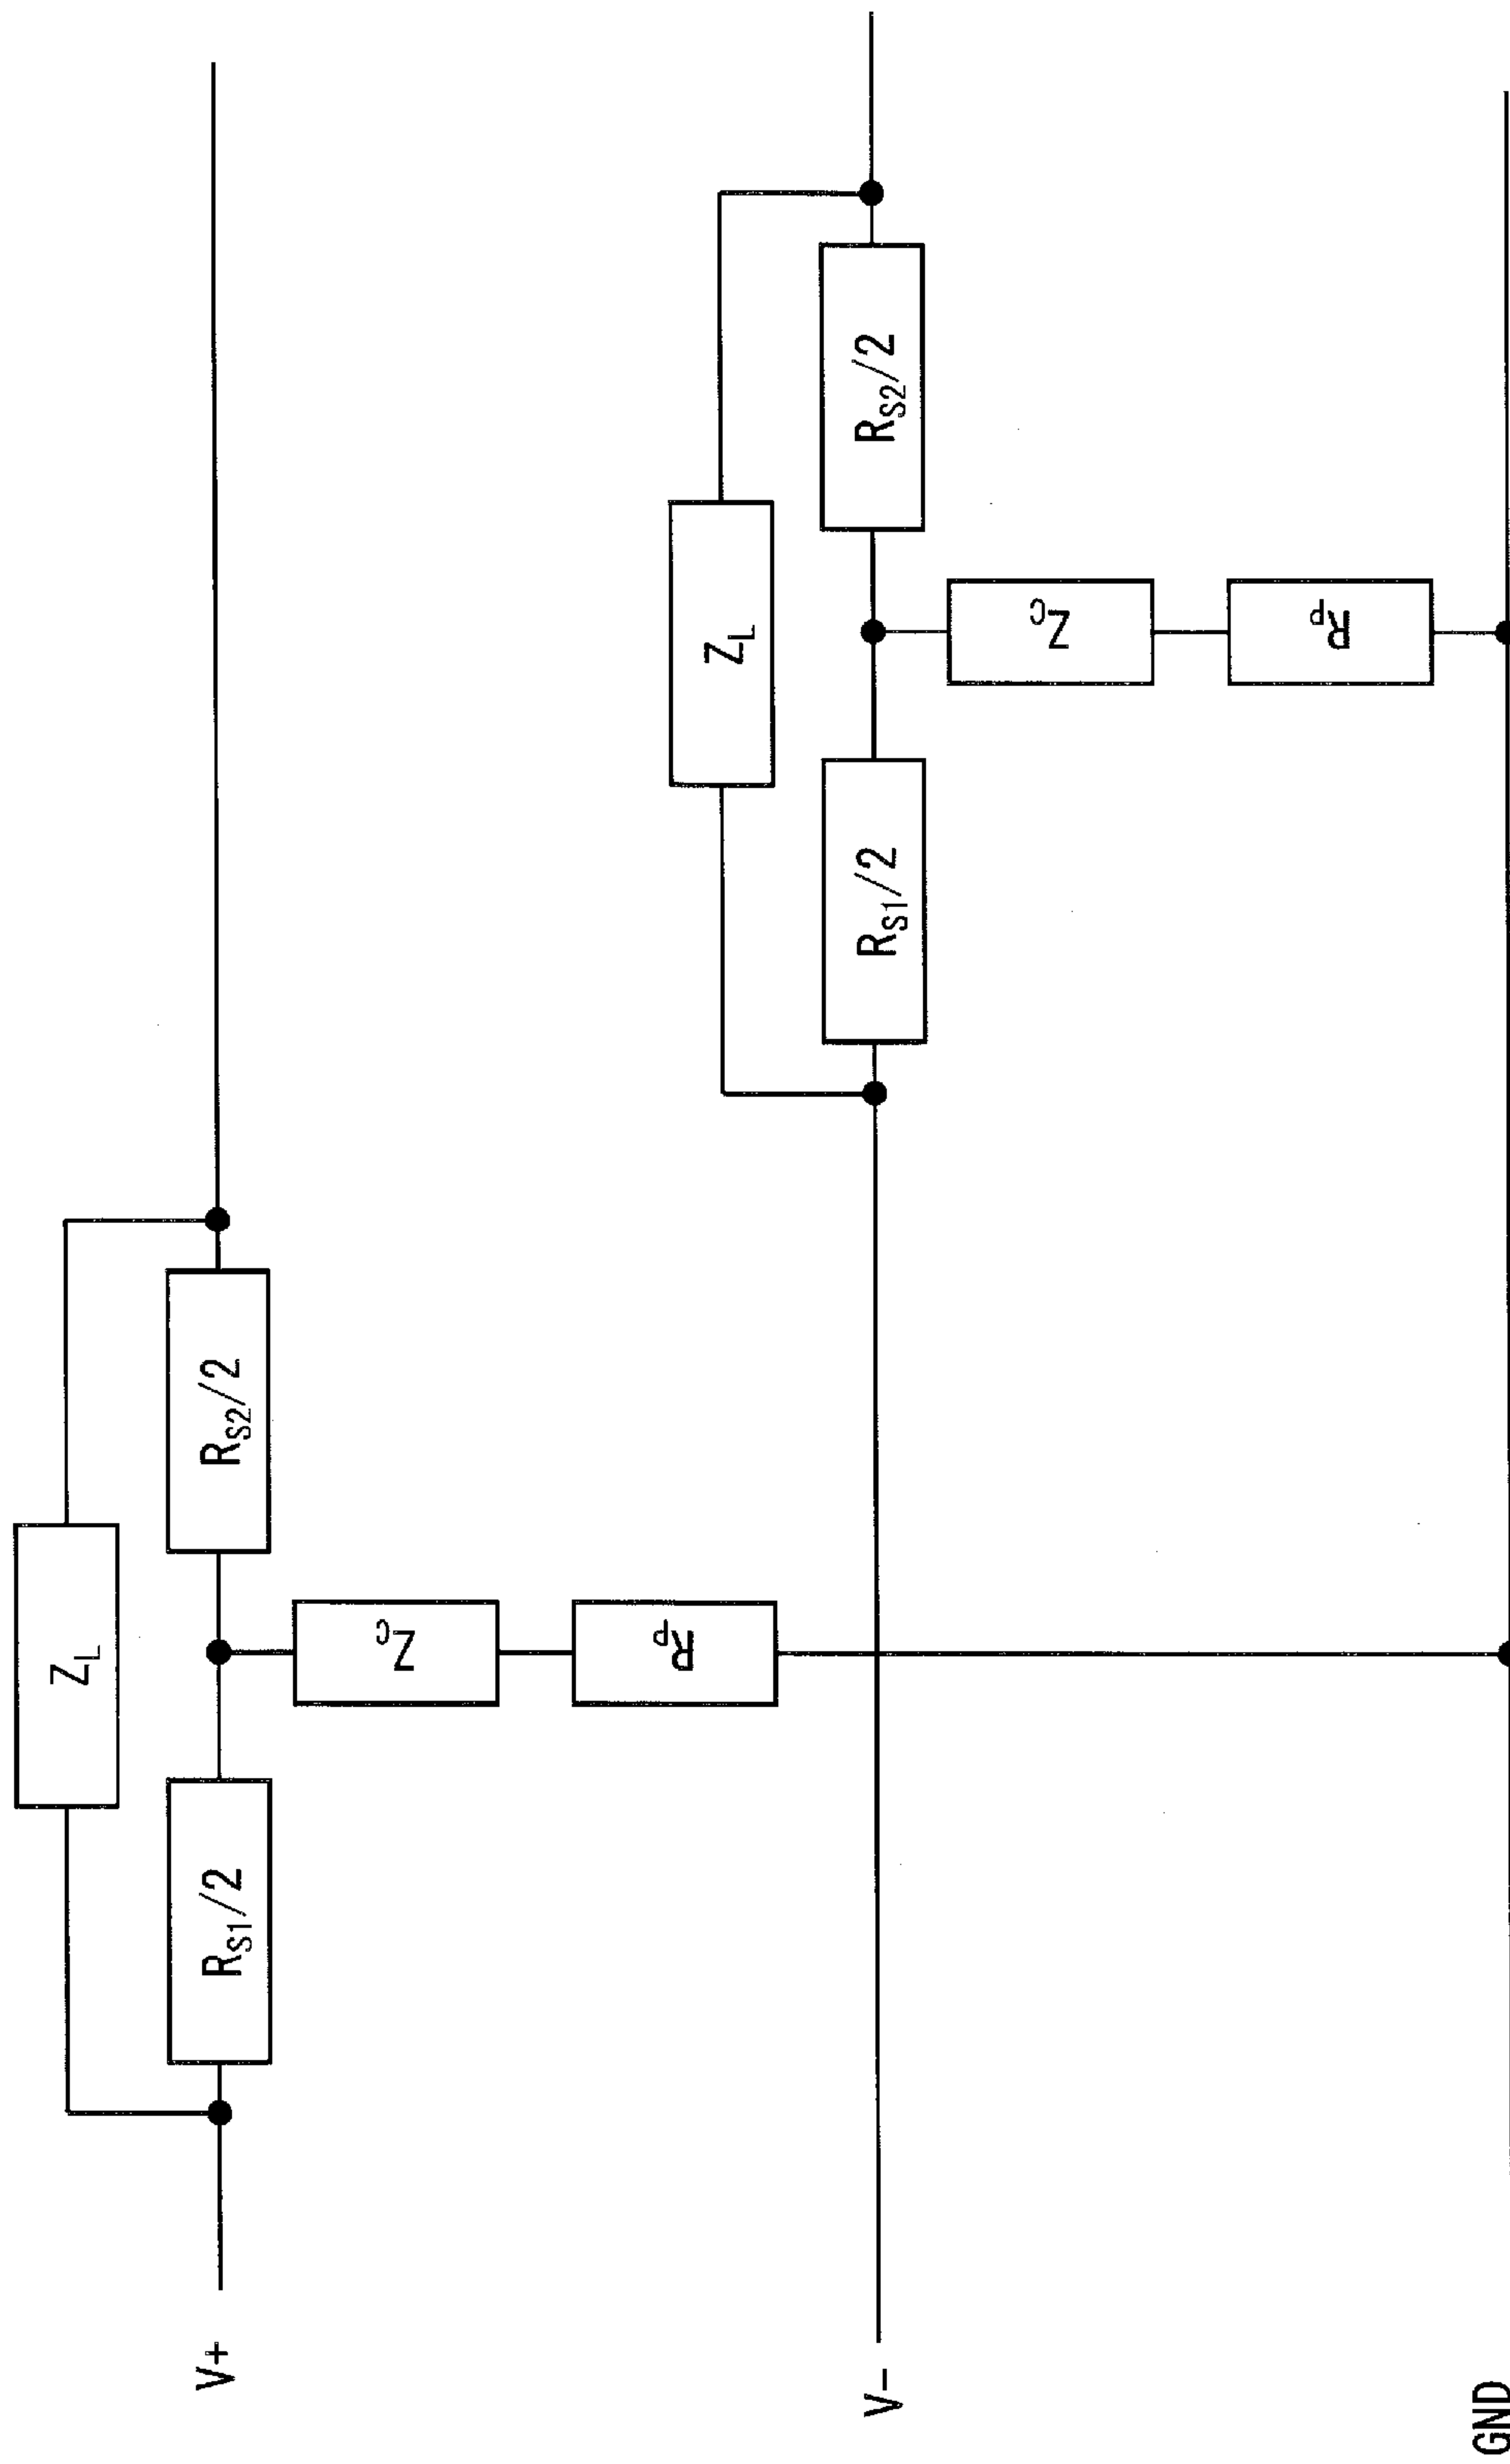 Z_L
R_S1/2
R_S2/2
Z_C
R_P
V+
Z_L
R_S1/2
R_S2/2
Z_C
R_P
V-
GND